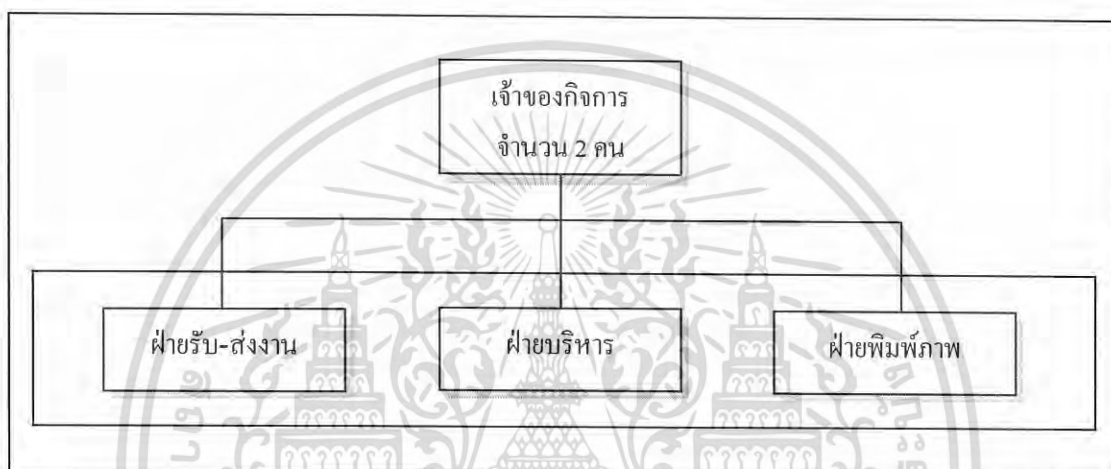 เจ้าของกิจการ
จำนวน 2 คน
ฝ่ายรับ-ส่งงาน
ฝ่ายบริหาร
ฝ่ายพิมพ์ภาพ